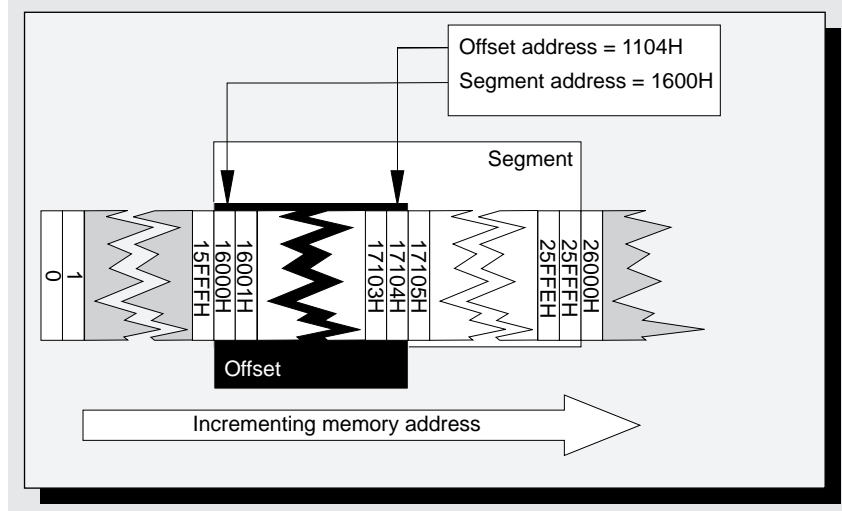 Offset address = 1104H
Segment address = 1600H
Segment
0
1
15FFFH
16000H
16001H
17103H
17104H
17105H
25FFEH
25FFFH
26000H
Offset
Incrementing memory address